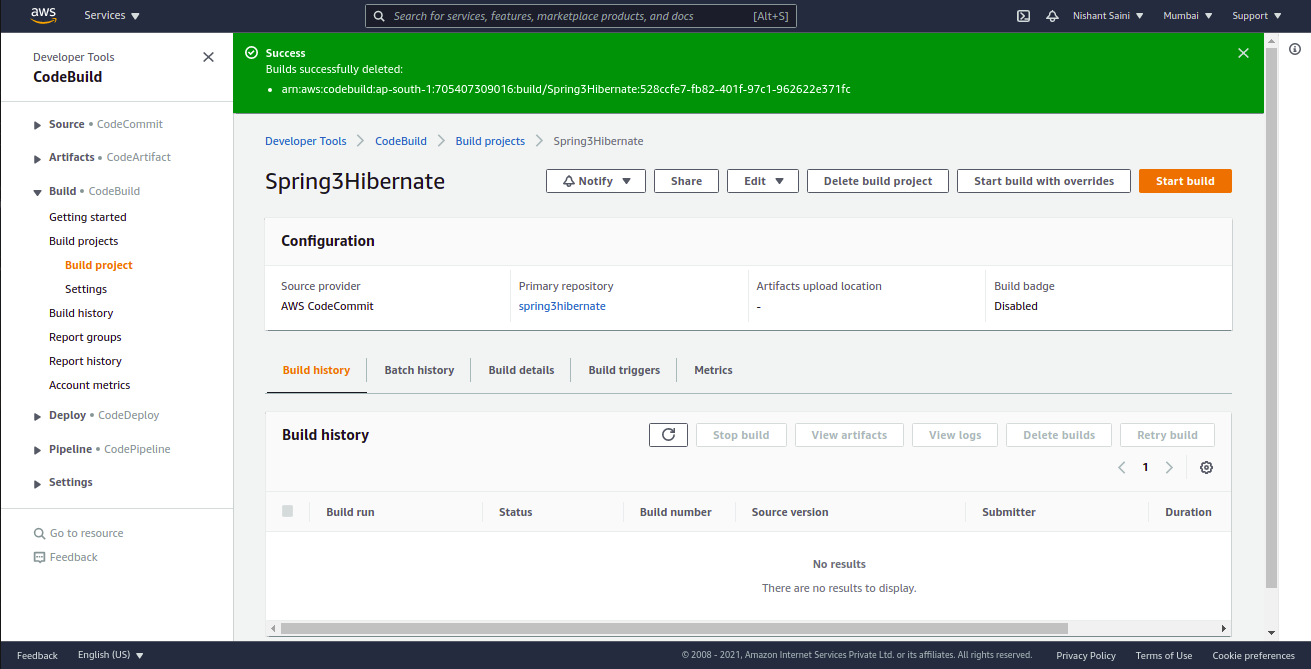 aws Services Search for services, features, marketplace products, and docs [Alt+S] Nishant Saini Mumbai Support
Developer Tools
CodeBuild
Source • CodeCommit
Artifacts • CodeArtifact
Build • CodeBuild
Getting started
Build projects
Build project
Settings
Build history
Report groups
Report history
Account metrics
Deploy • CodeDeploy
Pipeline • CodePipeline
Settings
Go to resource
Feedback
Success
Builds successfully deleted:
• arn:aws:codebuild:ap-south-1:705407309016:build/Spring3Hibernate:528ccfe7-fb82-401f-97c1-962622e371fc
Developer Tools > CodeBuild > Build projects > Spring3Hibernate
Spring3Hibernate Notify Share Edit Delete build project Start build with overrides Start build
Configuration
Source provider Primary repository Artifacts upload location Build badge
AWS CodeCommit spring3hibernate - Disabled
Build history Batch history Build details Build triggers Metrics
Build history Stop build View artifacts View logs Delete builds Retry build
< 1 >
Build run Status Build number Source version Submitter Duration
No results
There are no results to display.
Feedback English (US) © 2008 - 2021, Amazon Internet Services Private Ltd. or its affiliates. All rights reserved. Privacy Policy Terms of Use Cookie preferences